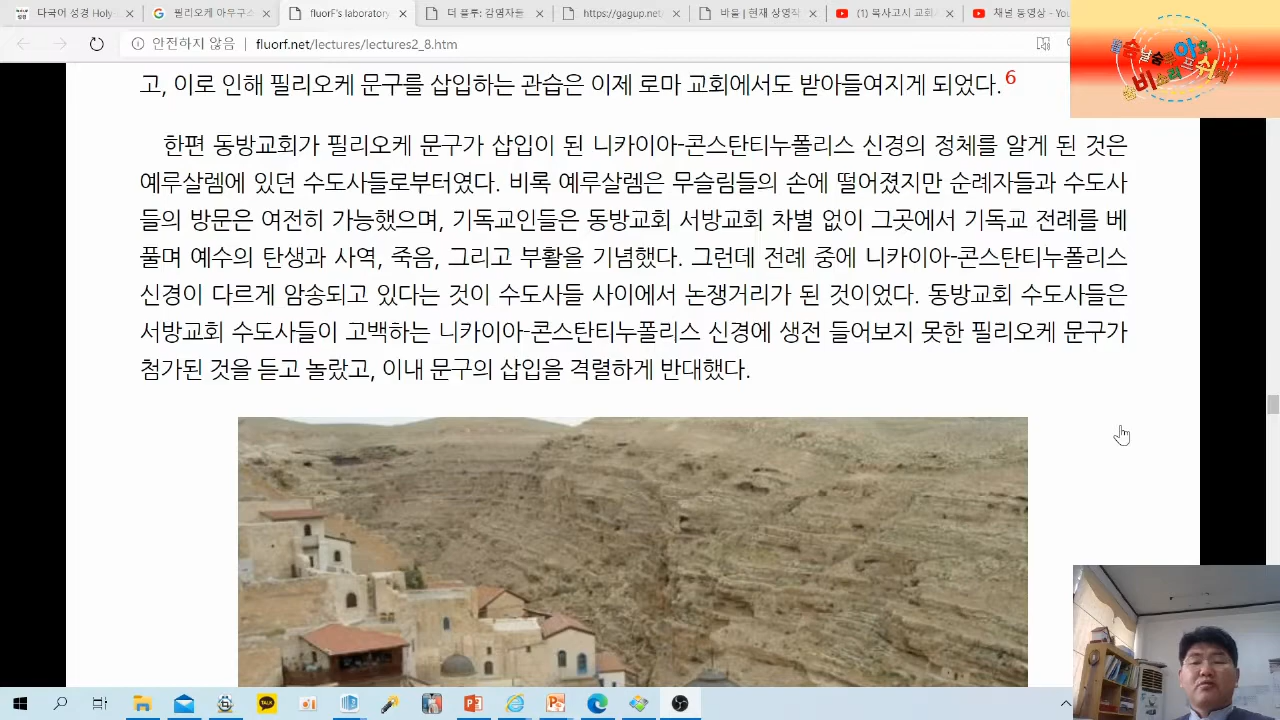 다국어 성경 Holy-
필리오케 아우구스
fluorF's laboratory
더 플롯: 감염자들
https://gagup.net/
마을 | 현재 상영작
(1) 목사고시 교회사
채널 동영상 - You
안전하지 않음
fluorf.net/lectures/lectures2_8.htm
고, 이로 인해 필리오케 문구를 삽입하는 관습은 이제 로마 교회에서도 받아들여지게 되었다. 6
한편 동방교회가 필리오케 문구가 삽입이 된 니카이아-콘스탄티누폴리스 신경의 정체를 알게 된 것은
예루살렘에 있던 수도사들로부터였다. 비록 예루살렘은 무슬림들의 손에 떨어졌지만 순례자들과 수도사
들의 방문은 여전히 가능했으며, 기독교인들은 동방교회 서방교회 차별 없이 그곳에서 기독교 전례를 베
풀며 예수의 탄생과 사역, 죽음, 그리고 부활을 기념했다. 그런데 전례 중에 니카이아-콘스탄티누폴리스
신경이 다르게 암송되고 있다는 것이 수도사들 사이에서 논쟁거리가 된 것이었다. 동방교회 수도사들은
서방교회 수도사들이 고백하는 니카이아-콘스탄티누폴리스 신경에 생전 들어보지 못한 필리오케 문구가
첨가된 것을 듣고 놀랐고, 이내 문구의 삽입을 격렬하게 반대했다.
TALK